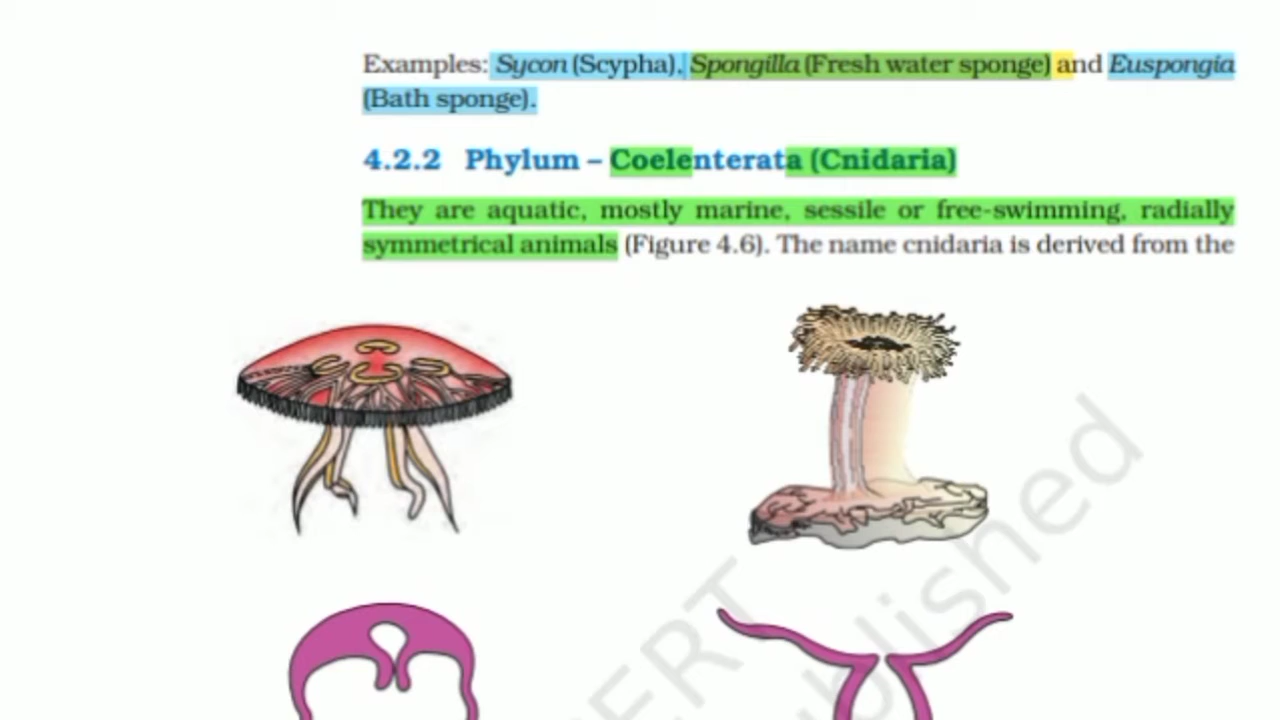 Examples: Sycon (Scypha), Spongilla (Fresh water sponge) and Euspongia
(Bath sponge).
4.2.2 Phylum – Coelenterata (Cnidaria)
They are aquatic, mostly marine, sessile or free-swimming, radially
symmetrical animals (Figure 4.6). The name cnidaria is derived from the